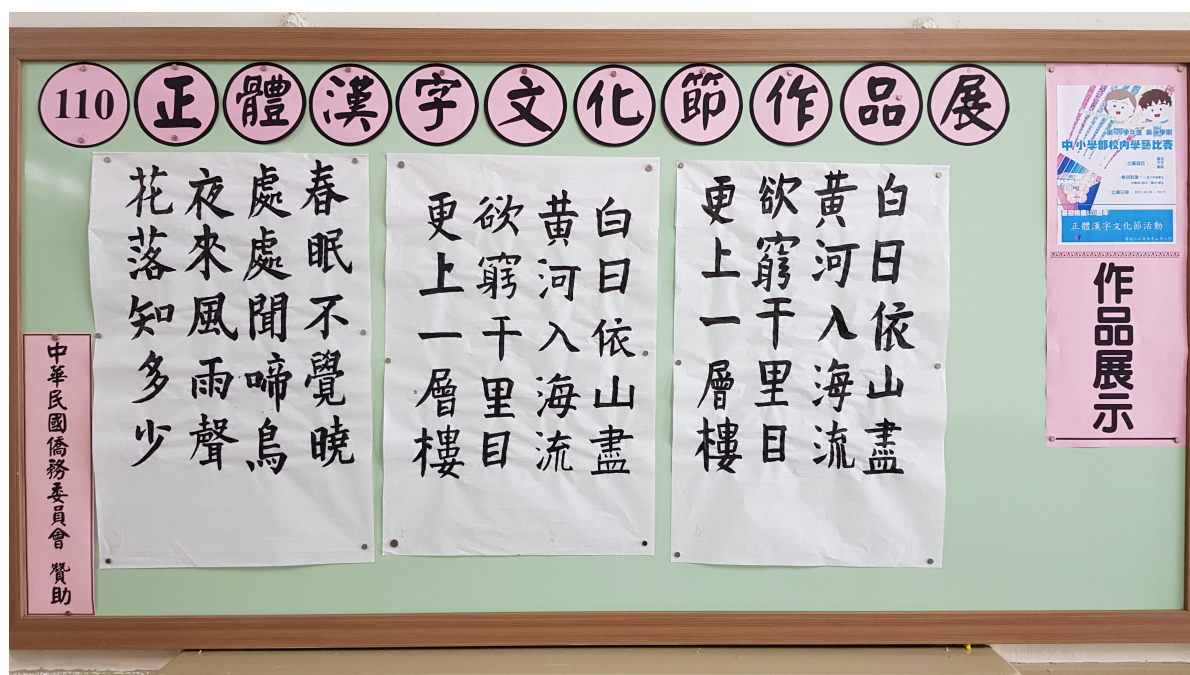 110正體漢字文化節作品展
中小學部校內學藝比賽
正體漢字文化節活動
作品展示
白日依山盡
黃河入海流
欲窮千里目
更上一層樓
白日依山盡
黃河入海流
欲窮千里目
更上一層樓
春眠不覺曉
處處聞啼鳥
夜來風雨聲
花落知多少
中華民國僑務委員會 贊助